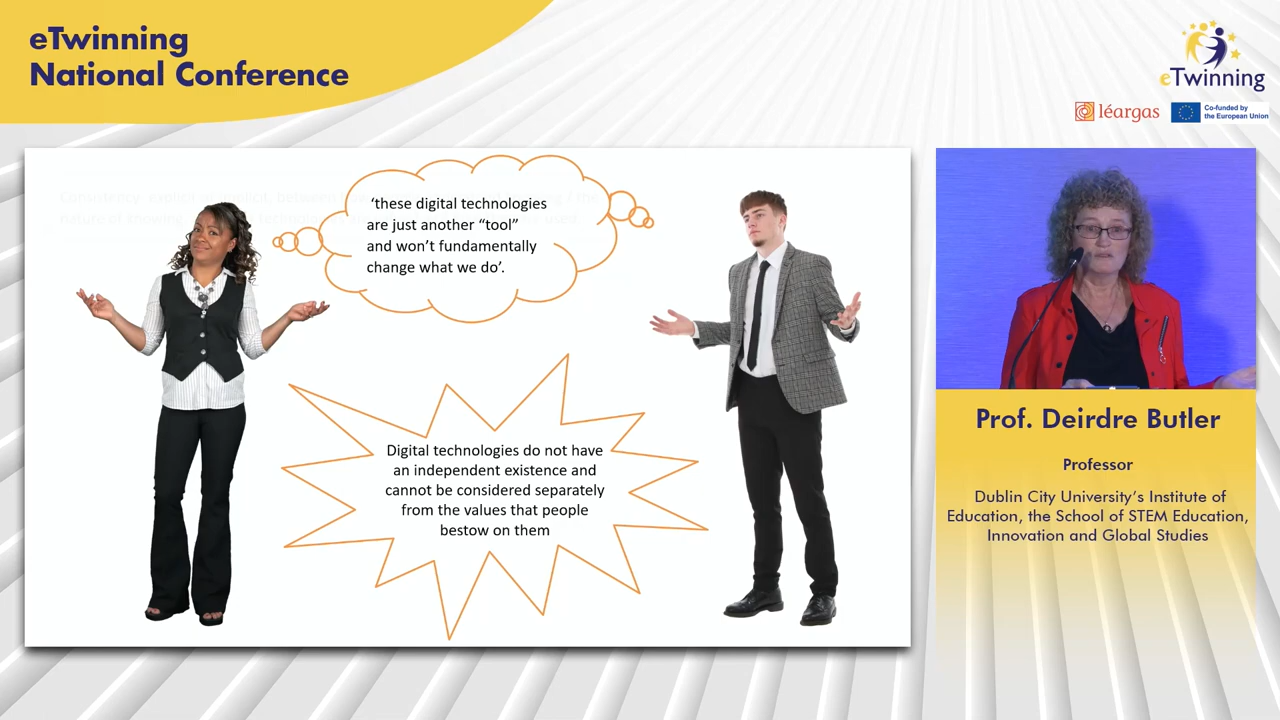 eTwinning
National Conference
eTwinning
léargas
Co-funded by
the European Union
‘these digital technologies
are just another “tool”
and won’t fundamentally
change what we do’.
Digital technologies do not have
an independent existence and
cannot be considered separately
from the values that people
bestow on them
Prof. Deirdre Butler
Professor
Dublin City University’s Institute of
Education, the School of STEM Education,
Innovation and Global Studies